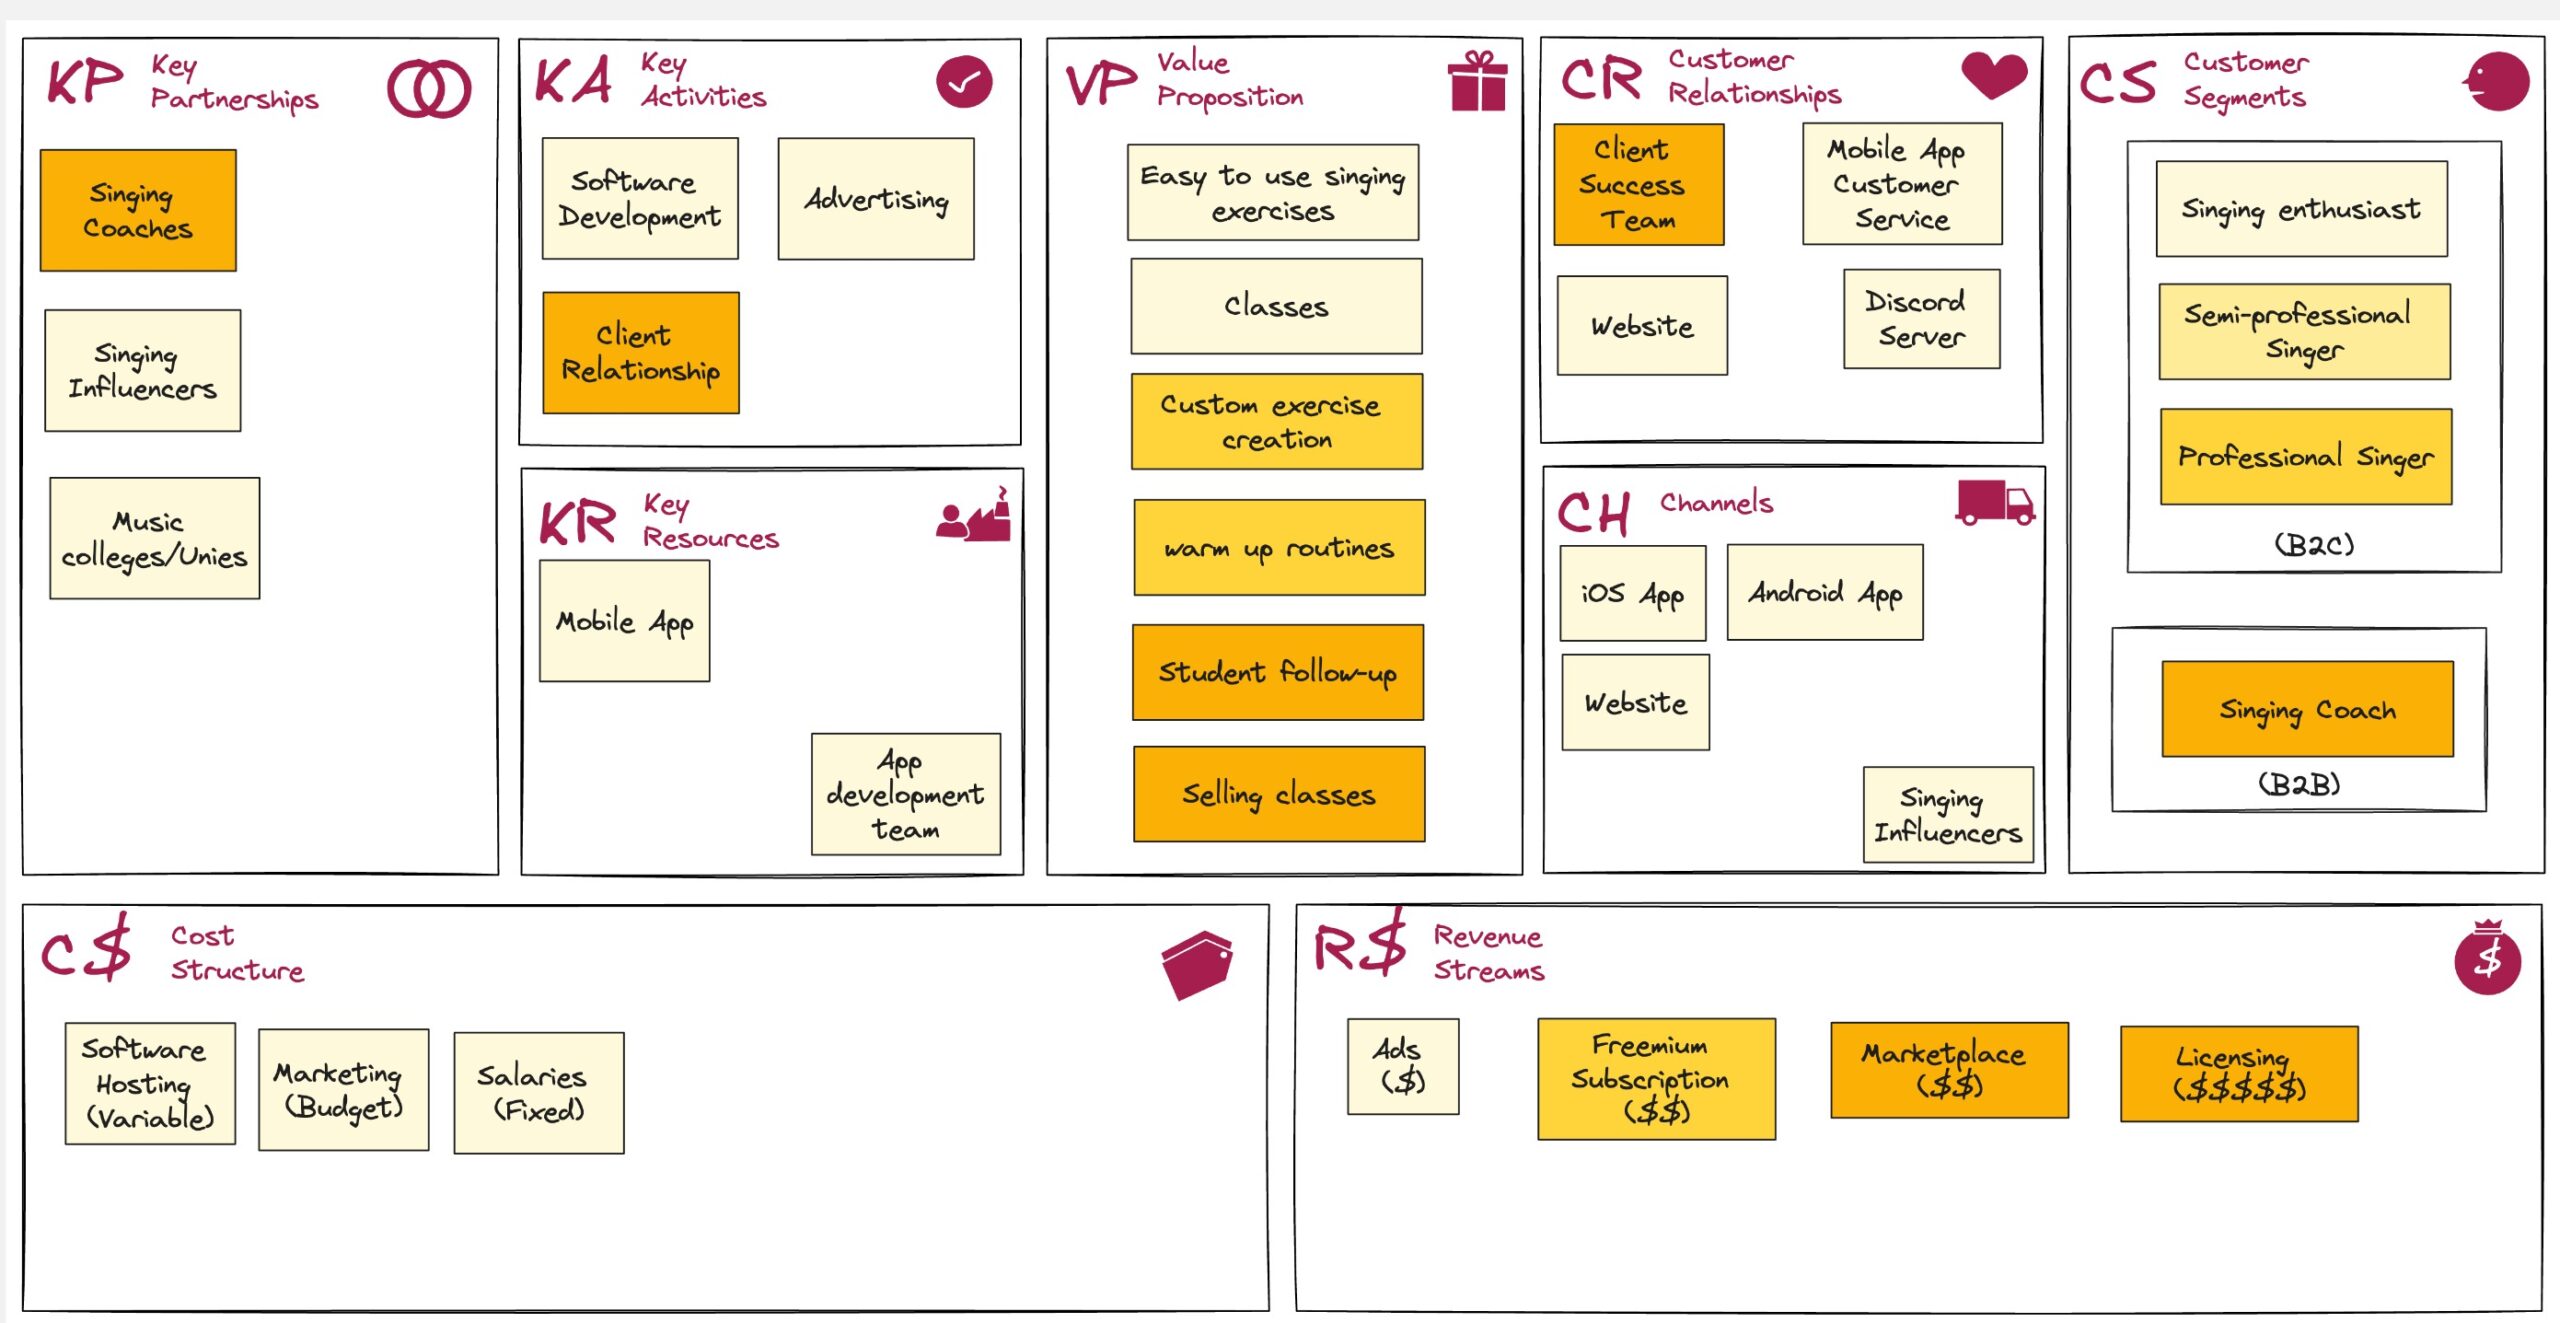 KP
Key
Partnerships
Singing
Coaches
Singing
Influencers
Music
colleges/Unies
KA
Key
Activities
Software
Development
Advertising
Client
Relationship
KR
Key
Resources
Mobile App
App
development
team
VP
Value
Proposition
Easy to use singing
exercises
Classes
Custom exercise
creation
warm up routines
Student follow-up
Selling classes
CR
Customer
Relationships
Client
Success
Team
Mobile App
Customer
Service
Website
Discord
Server
CH
Channels
iOS App
Android App
Website
Singing
Influencers
CS
Customer
Segments
Singing enthusiast
Semi-professional
Singer
Professional Singer
(B2C)
Singing Coach
(B2B)
C$
Cost
Structure
Software
Hosting
(Variable)
Marketing
(Budget)
Salaries
(Fixed)
R$
Revenue
Streams
$
Ads
($)
Freemium
Subscription
($$)
Marketplace
($$)
Licensing
($$$$$)